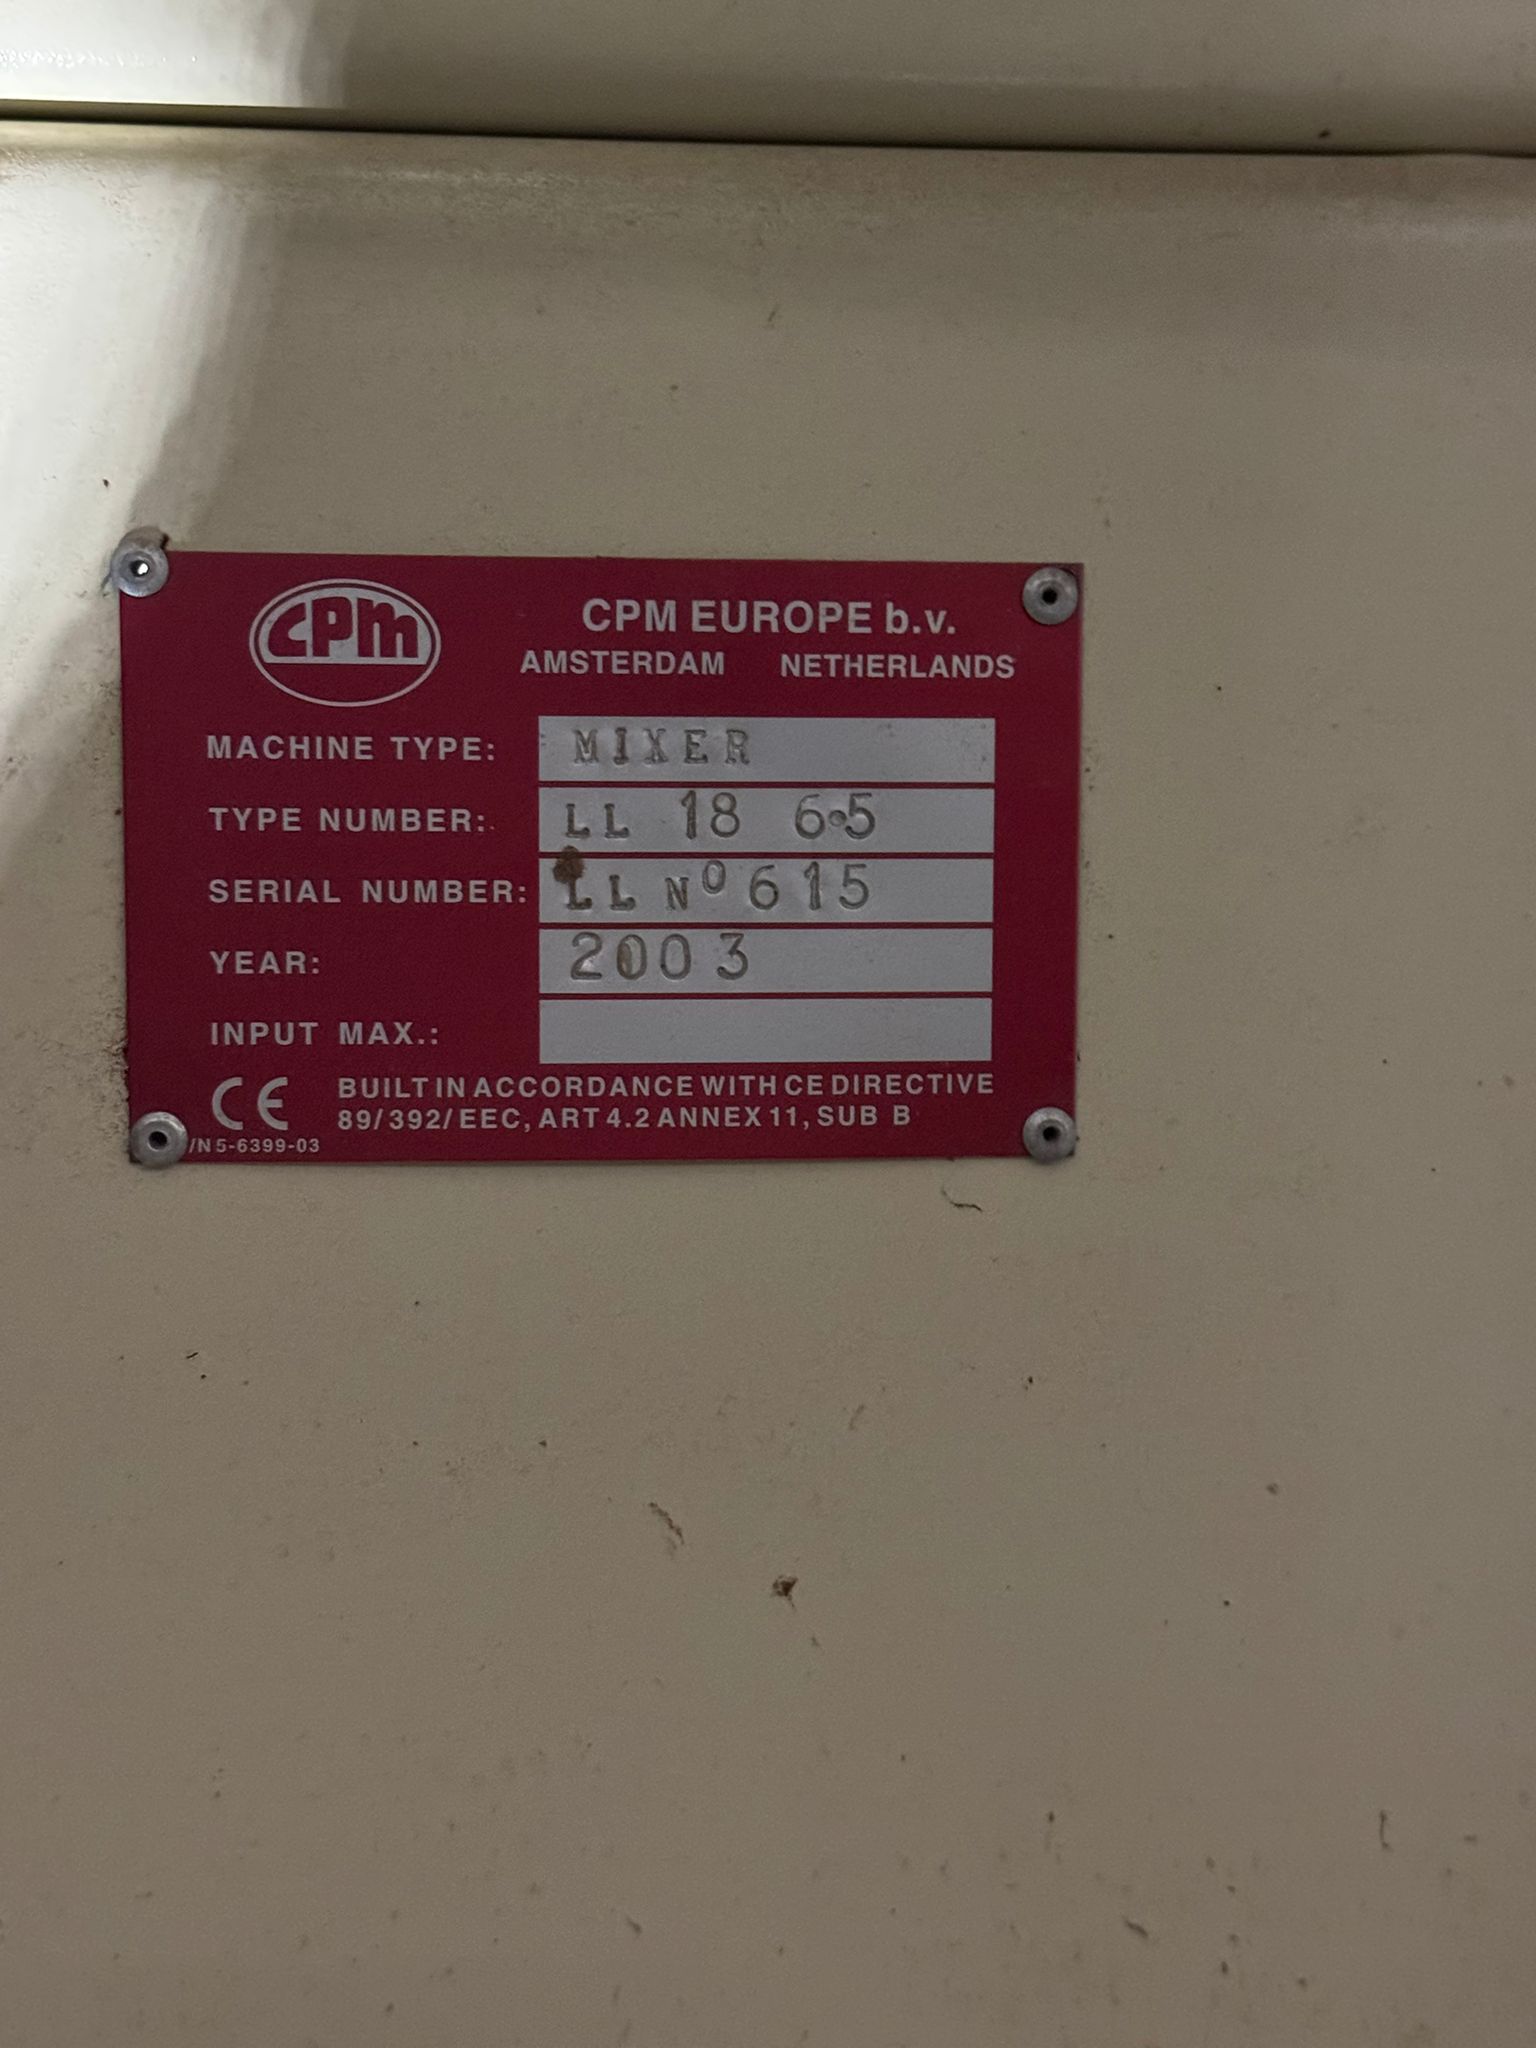 cpm
CPM EUROPE b.v.
AMSTERDAM NETHERLANDS
MACHINE TYPE: MIXER
TYPE NUMBER: LL 18 6.5
SERIAL NUMBER: LL Nº 615
YEAR: 2003
INPUT MAX.:
CE BUILT IN ACCORDANCE WITH CE DIRECTIVE
89/392/EEC, ART 4.2 ANNEX 11, SUB B
/N 5-6399-03